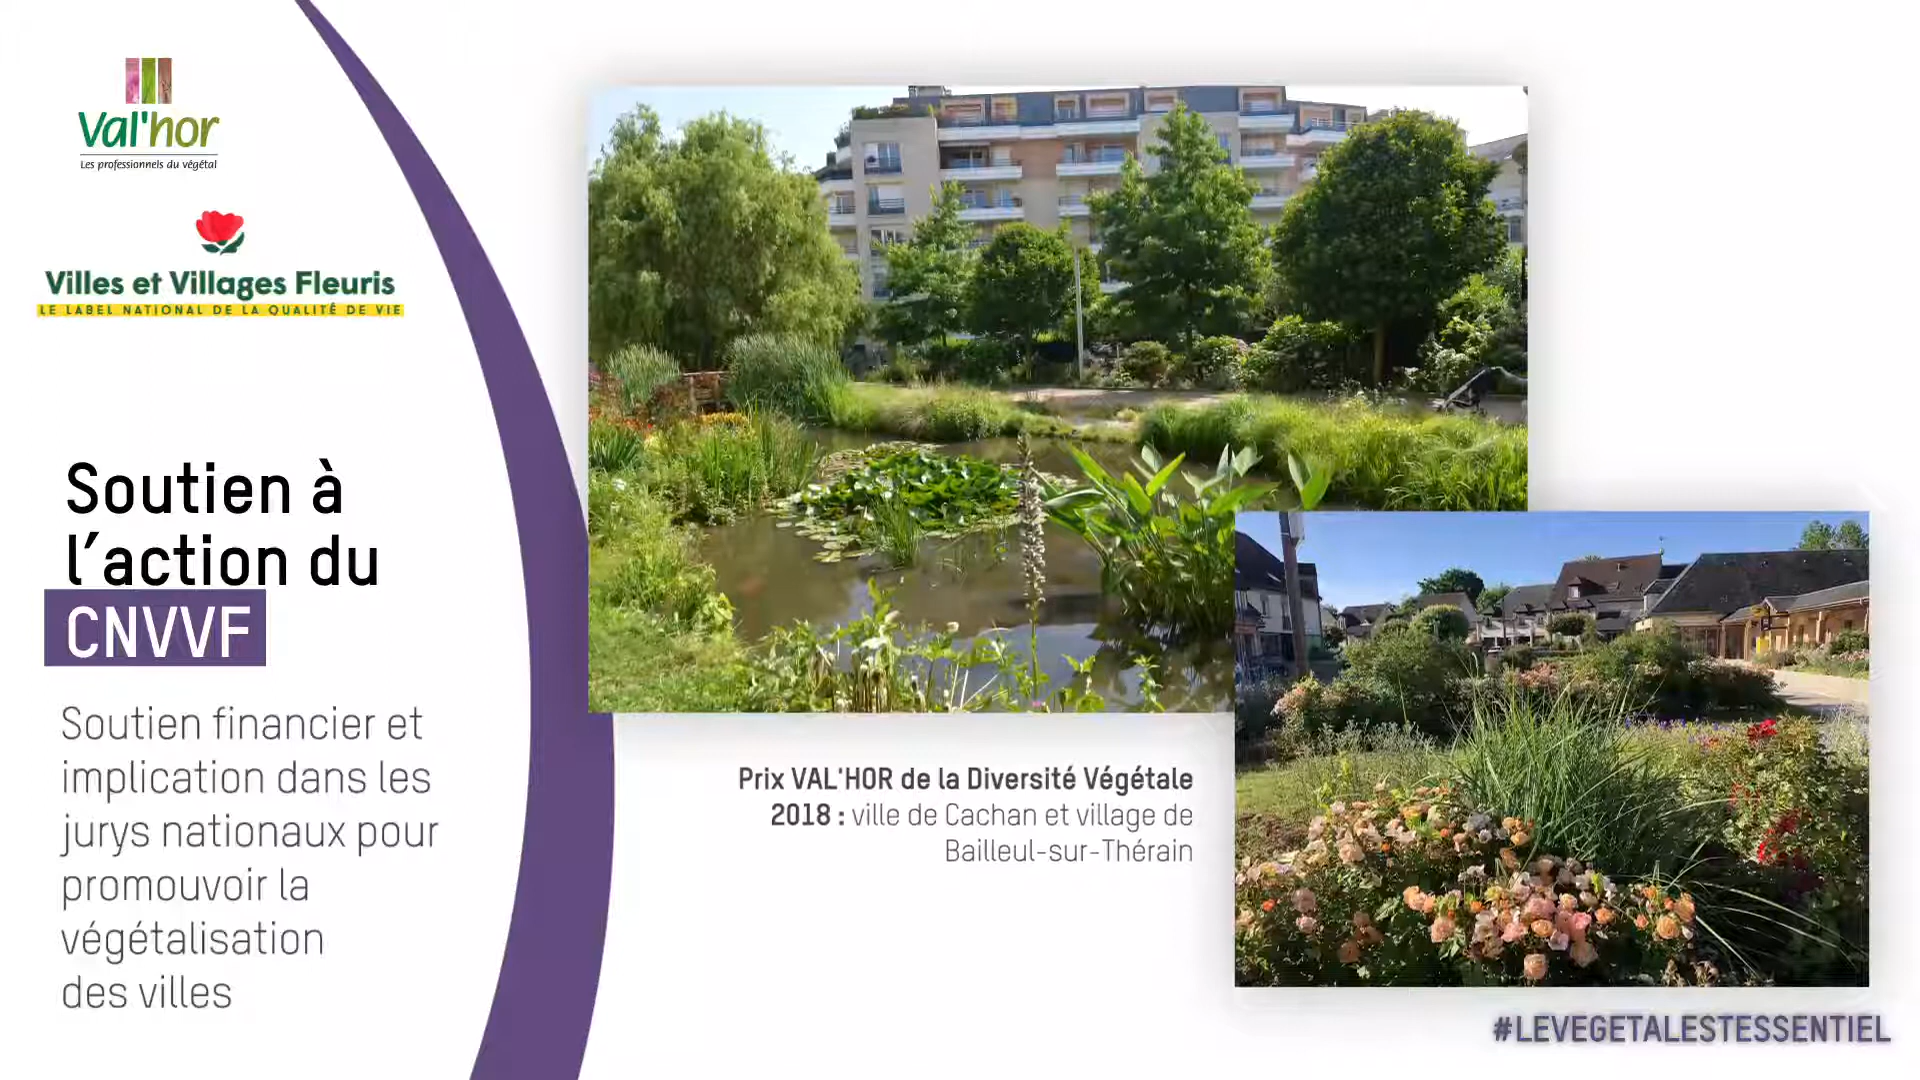 Val'hor
Les professionnels du végétal
Villes et Villages Fleuris
LE LABEL NATIONAL DE LA QUALITÉ DE VIE
Soutien à
l'action du
CNVVF
Soutien financier et
implication dans les
jurys nationaux pour
promouvoir la
végétalisation
des villes
Prix VAL'HOR de la Diversité Végétale
2018 : ville de Cachan et village de
Bailleul-sur-Thérain
#LEVEGETALESTESSENTIEL